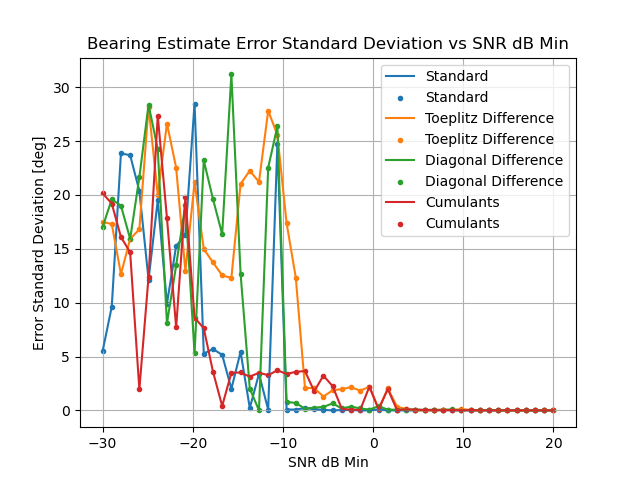 Bearing Estimate Error Standard Deviation vs SNR dB Min
Error Standard Deviation [deg]
30
25
20
15
10
5
0
Standard
Standard
Toeplitz Difference
Toeplitz Difference
Diagonal Difference
Diagonal Difference
Cumulants
Cumulants
−30
−20
−10
0
10
20
SNR dB Min